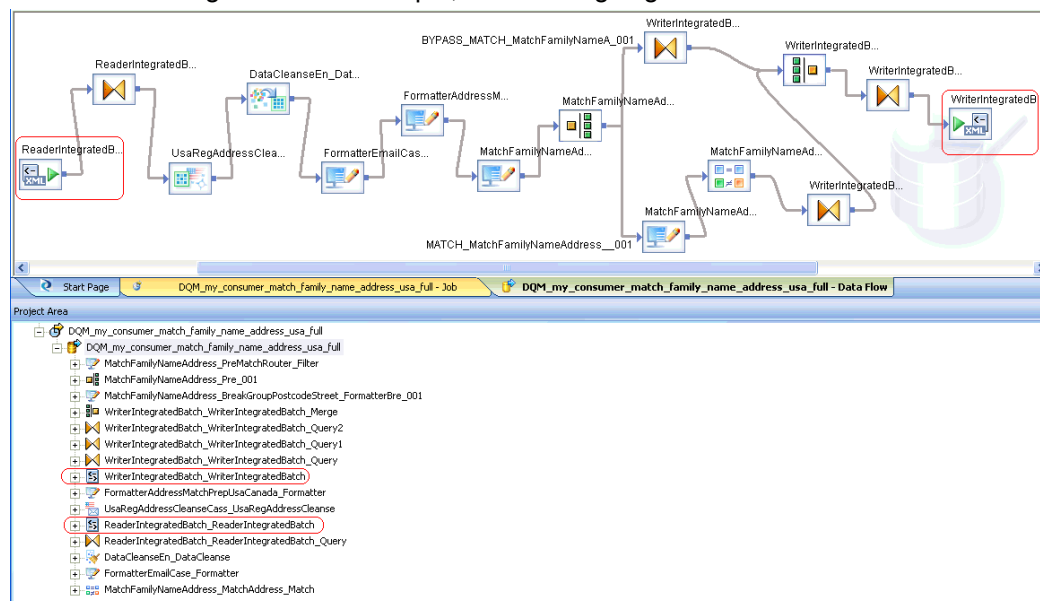 WriterIntegratedB...
BYPASS_MATCH_MatchFamilyNameA_001
WriterIntegratedB...
ReaderIntegratedB...
DataCleanseEn_Dat...
WriterIntegratedB...
FormatterAddressM...
MatchFamilyNameAd...
WriterIntegratedB
ReaderIntegratedB...
UsaRegAddressClea...
FormatterEmailCas...
MatchFamilyNameAd...
MatchFamilyNameAd...
WriterIntegratedB...
MatchFamilyNameAd...
MATCH_MatchFamilyNameAddress__001
Start Page
DQM_my_consumer_match_family_name_address_usa_full - Job
DQM_my_consumer_match_family_name_address_usa_full - Data Flow
Project Area
DQM_my_consumer_match_family_name_address_usa_full
DQM_my_consumer_match_family_name_address_usa_full
MatchFamilyNameAddress_PreMatchRouter_Filter
MatchFamilyNameAddress_Pre_001
MatchFamilyNameAddress_BreakGroupPostcodeStreet_FormatterBre_001
WriterIntegratedBatch_WriterIntegratedBatch_Merge
WriterIntegratedBatch_WriterIntegratedBatch_Query2
WriterIntegratedBatch_WriterIntegratedBatch_Query1
WriterIntegratedBatch_WriterIntegratedBatch_Query
WriterIntegratedBatch_WriterIntegratedBatch
FormatterAddressMatchPrepUsaCanada_Formatter
UsaRegAddressCleanseCass_UsaRegAddressCleanse
ReaderIntegratedBatch_ReaderIntegratedBatch
ReaderIntegratedBatch_ReaderIntegratedBatch_Query
DataCleanseEn_DataCleanse
FormatterEmailCase_Formatter
MatchFamilyNameAddress_MatchAddress_Match